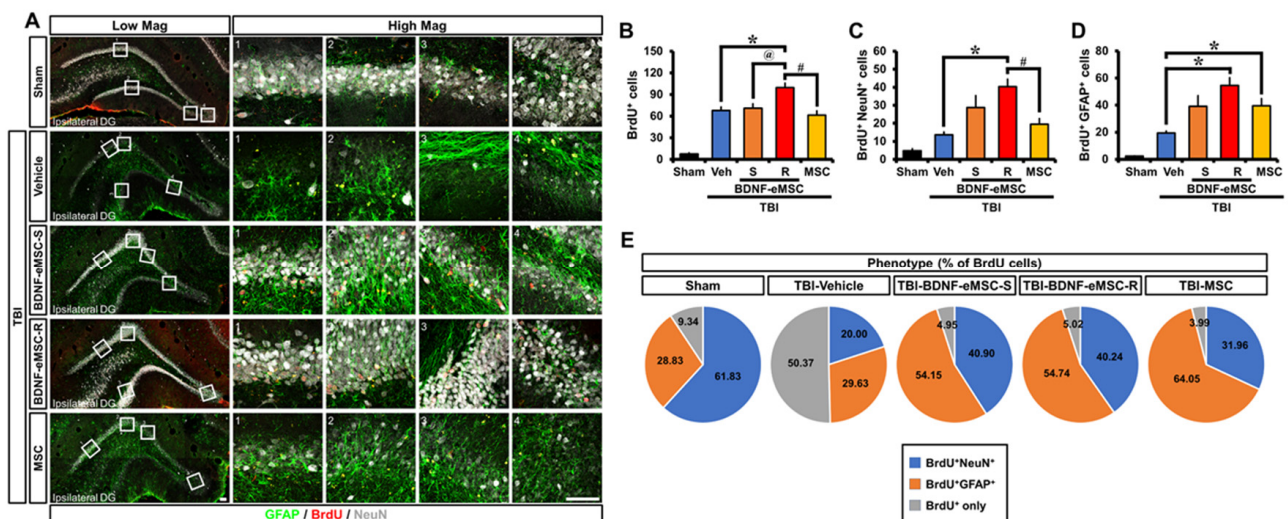 A
Low Mag
High Mag
Sham
Ipsilateral DG
1
2
3
TBI
Vehicle
Ipsilateral DG
1
2
3
4
BDNF-eMSC-S
Ipsilateral DG
1
2
3
4
BDNF-eMSC-R
Ipsilateral DG
1
2
3
MSC
Ipsilateral DG
1
2
3
4
GFAP / BrdU / NeuN
B
BrdU⁺ cells
150
120
90
60
30
0
*
@
#
Sham
Veh
S
R
MSC
BDNF-eMSC
TBI
C
BrdU⁺ NeuN⁺ cells
60
50
40
30
20
10
0
*
#
Sham
Veh
S
R
MSC
BDNF-eMSC
TBI
D
BrdU⁺ GFAP⁺ cells
80
60
40
20
0
*
*
Sham
Veh
S
R
MSC
BDNF-eMSC
TBI
E
Phenotype (% of BrdU cells)
Sham
TBI-Vehicle
TBI-BDNF-eMSC-S
TBI-BDNF-eMSC-R
TBI-MSC
9.34
28.83
61.83
20.00
50.37
29.63
4.95
40.90
54.15
5.02
40.24
54.74
3.99
31.96
64.05
BrdU⁺NeuN⁺
BrdU⁺GFAP⁺
BrdU⁺ only